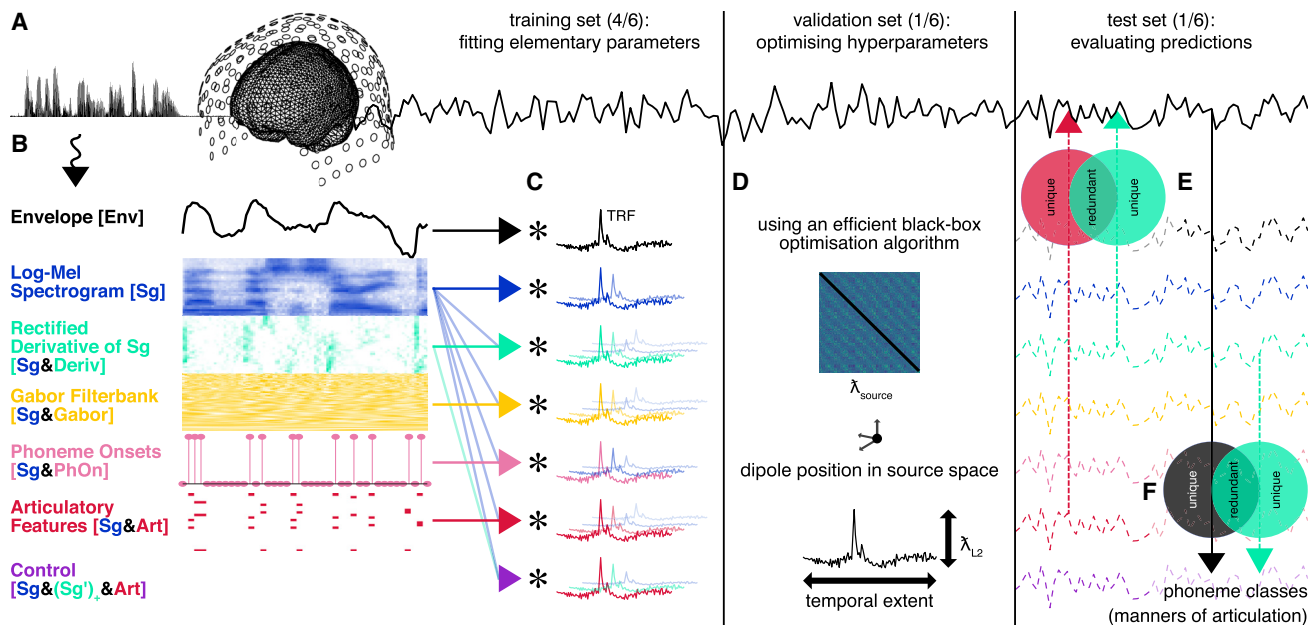 A
training set (4/6):
fitting elementary parameters
validation set (1/6):
optimising hyperparameters
test set (1/6):
evaluating predictions
B
Envelope [Env]
Log-Mel
Spectrogram [Sg]
Rectified
Derivative of Sg
[Sg&Deriv]
Gabor Filterbank
[Sg&Gabor]
Phoneme Onsets
[Sg&PhOn]
Articulatory
Features [Sg&Art]
Control
[Sg&(Sg')+&Art]
C
TRF
*
*
*
*
*
*
*
D
using an efficient black-box
optimisation algorithm
ƛsource
dipole position in source space
ƛL2
temporal extent
E
unique
redundant
unique
F
unique
redundant
unique
phoneme classes
(manners of articulation)